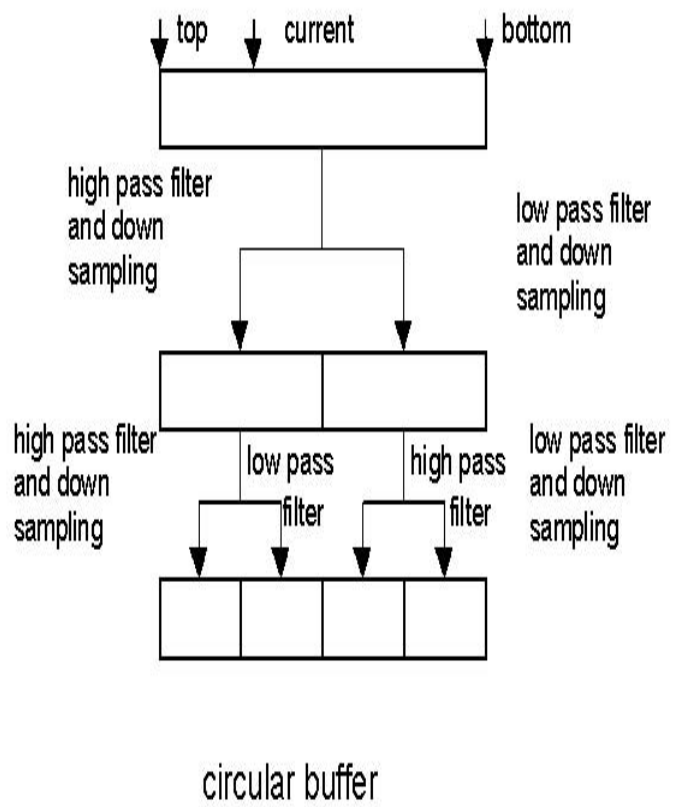 top
current
bottom
high pass filter
and down
sampling
low pass filter
and down
sampling
high pass filter
and down
sampling
low pass
filter
high pass
filter
low pass filter
and down
sampling
circular buffer